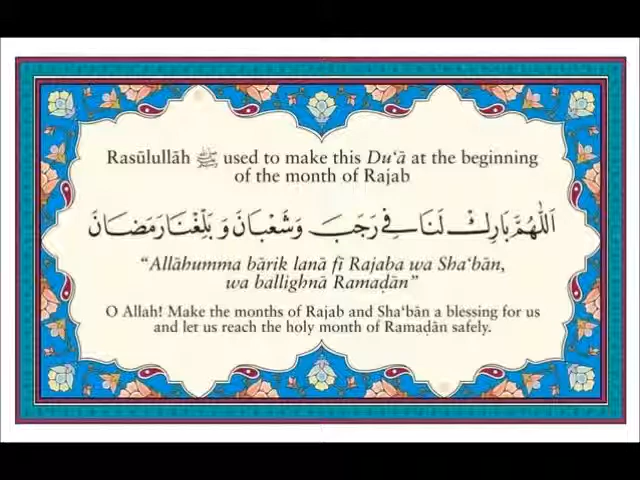 Rasūlullāh ﷺ used to make this Du‘ā at the beginning
of the month of Rajab
اَللّٰهُمَّ بَارِكْ لَنَا فِي رَجَبَ وَشَعْبَانَ وَ بَلِّغْنَا رَمَضَانَ
“Allāhumma bārik lanā fī Rajaba wa Sha‘bān,
wa ballighnā Ramaḍān”
O Allah! Make the months of Rajab and Sha‘bān a blessing for us
and let us reach the holy month of Ramaḍān safely.